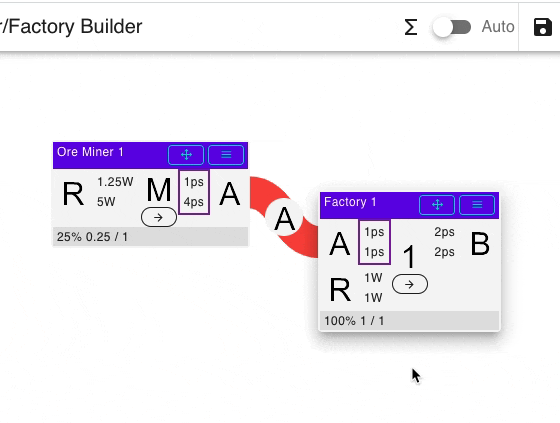 r/Factory Builder Σ Auto
Ore Miner 1
R 1.25W 5W M 1ps 4ps A
25% 0.25 / 1
A
Factory 1
A 1ps 1ps 1 2ps 2ps B
R 1W 1W
100% 1 / 1